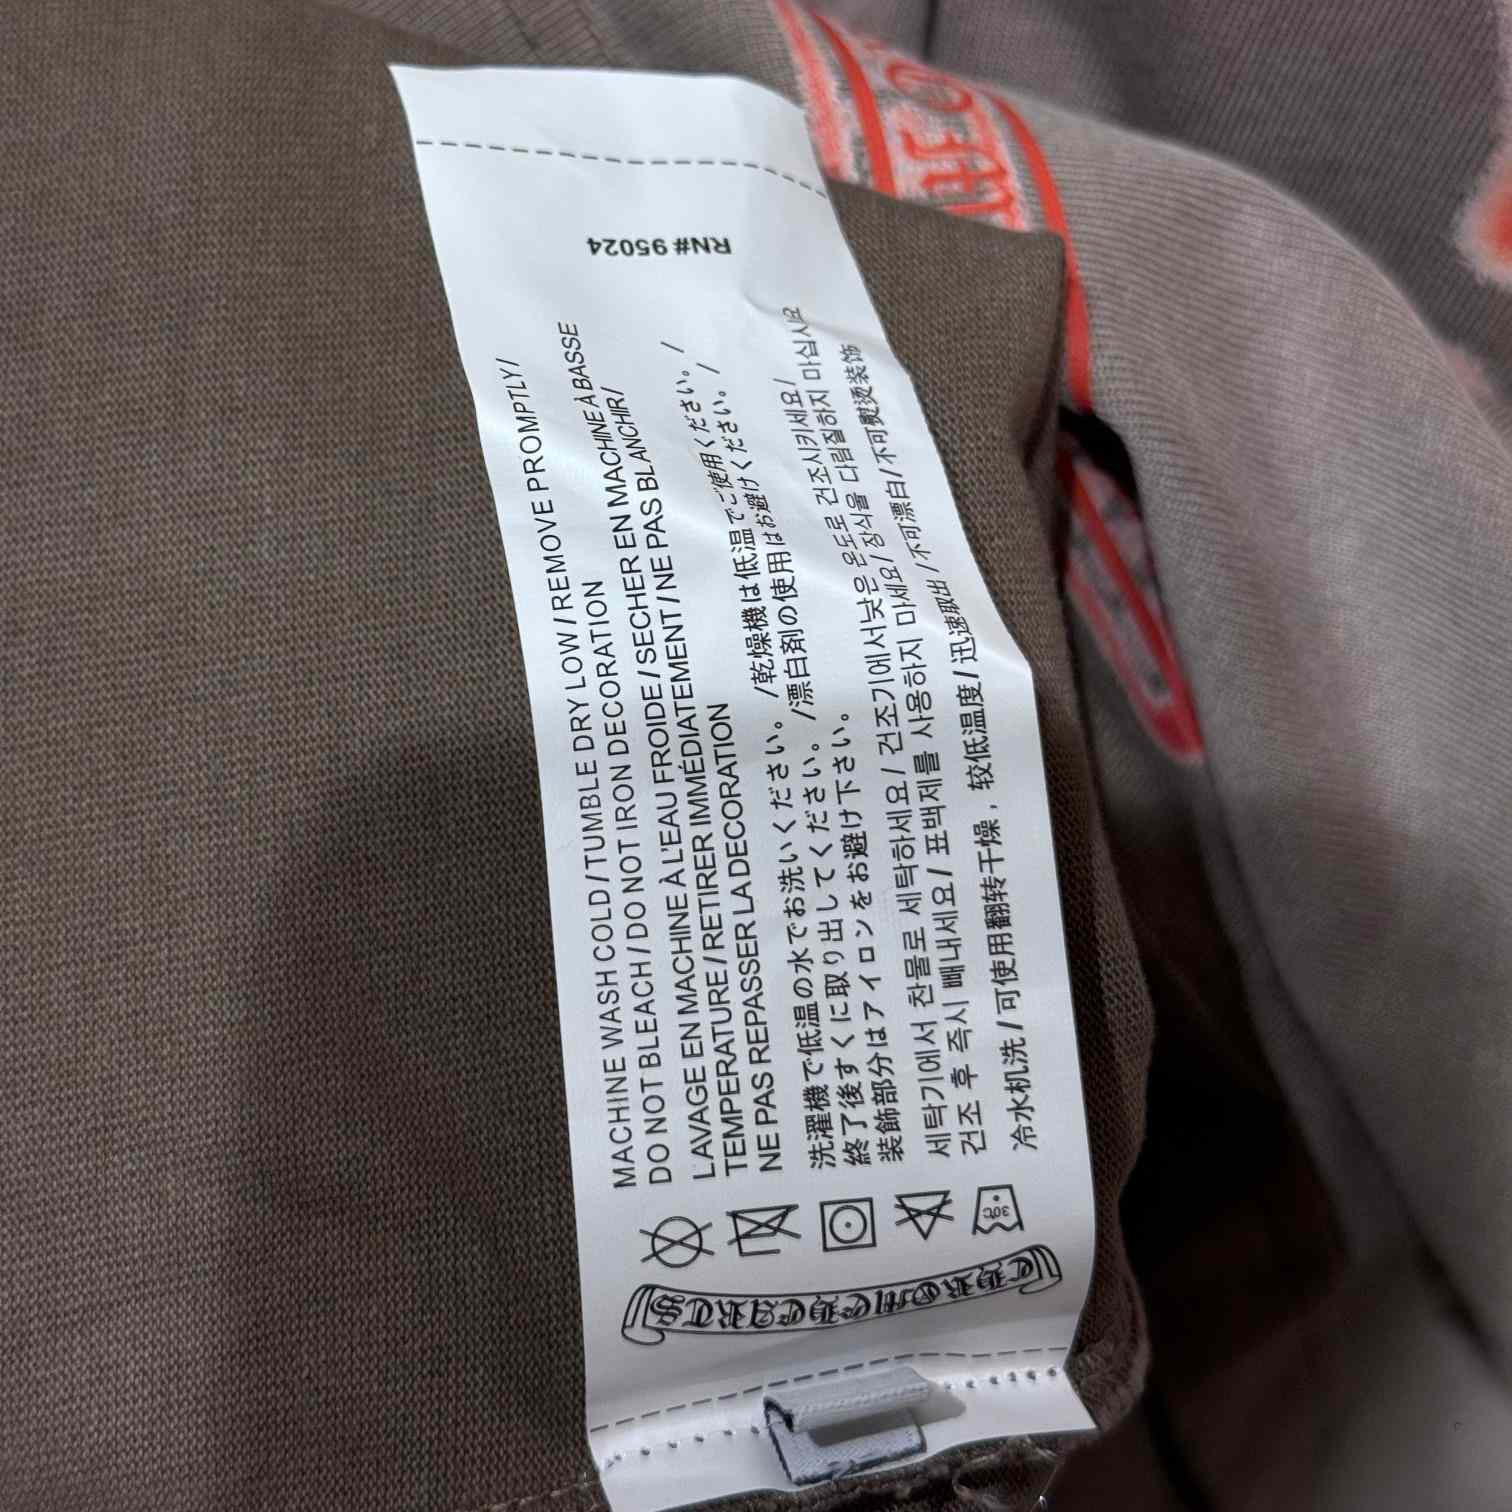 CHROME HEARTS
30C
MACHINE WASH COLD / TUMBLE DRY LOW / REMOVE PROMPTLY/
DO NOT BLEACH / DO NOT IRON DECORATION
LAVAGE EN MACHINE À L'EAU FROIDE / SECHER EN MACHINE À BASSE
TEMPERATURE / RETIRER IMMÉDIATEMENT / NE PAS BLANCHIR/
NE PAS REPASSER LA DECORATION
洗濯機で低温の水でお洗いください。 /乾燥機は低温でご使用ください。 /
終了後すぐに取り出してください。 /漂白剤の使用はお避けください。 /
装飾部分はアイロンをお避け下さい。
세탁기에서 찬물로 세탁하세요/ 건조기에서낮은 온도로 건조시키세요/
건조 후 즉시 빼내세요/ 표백제를 사용하지 마세요/ 장식을 다림질하지 마십시요
冷水机洗 / 可使用翻转干燥，较低温度/ 迅速取出 /不可漂白/不可熨烫装饰
RN# 95024